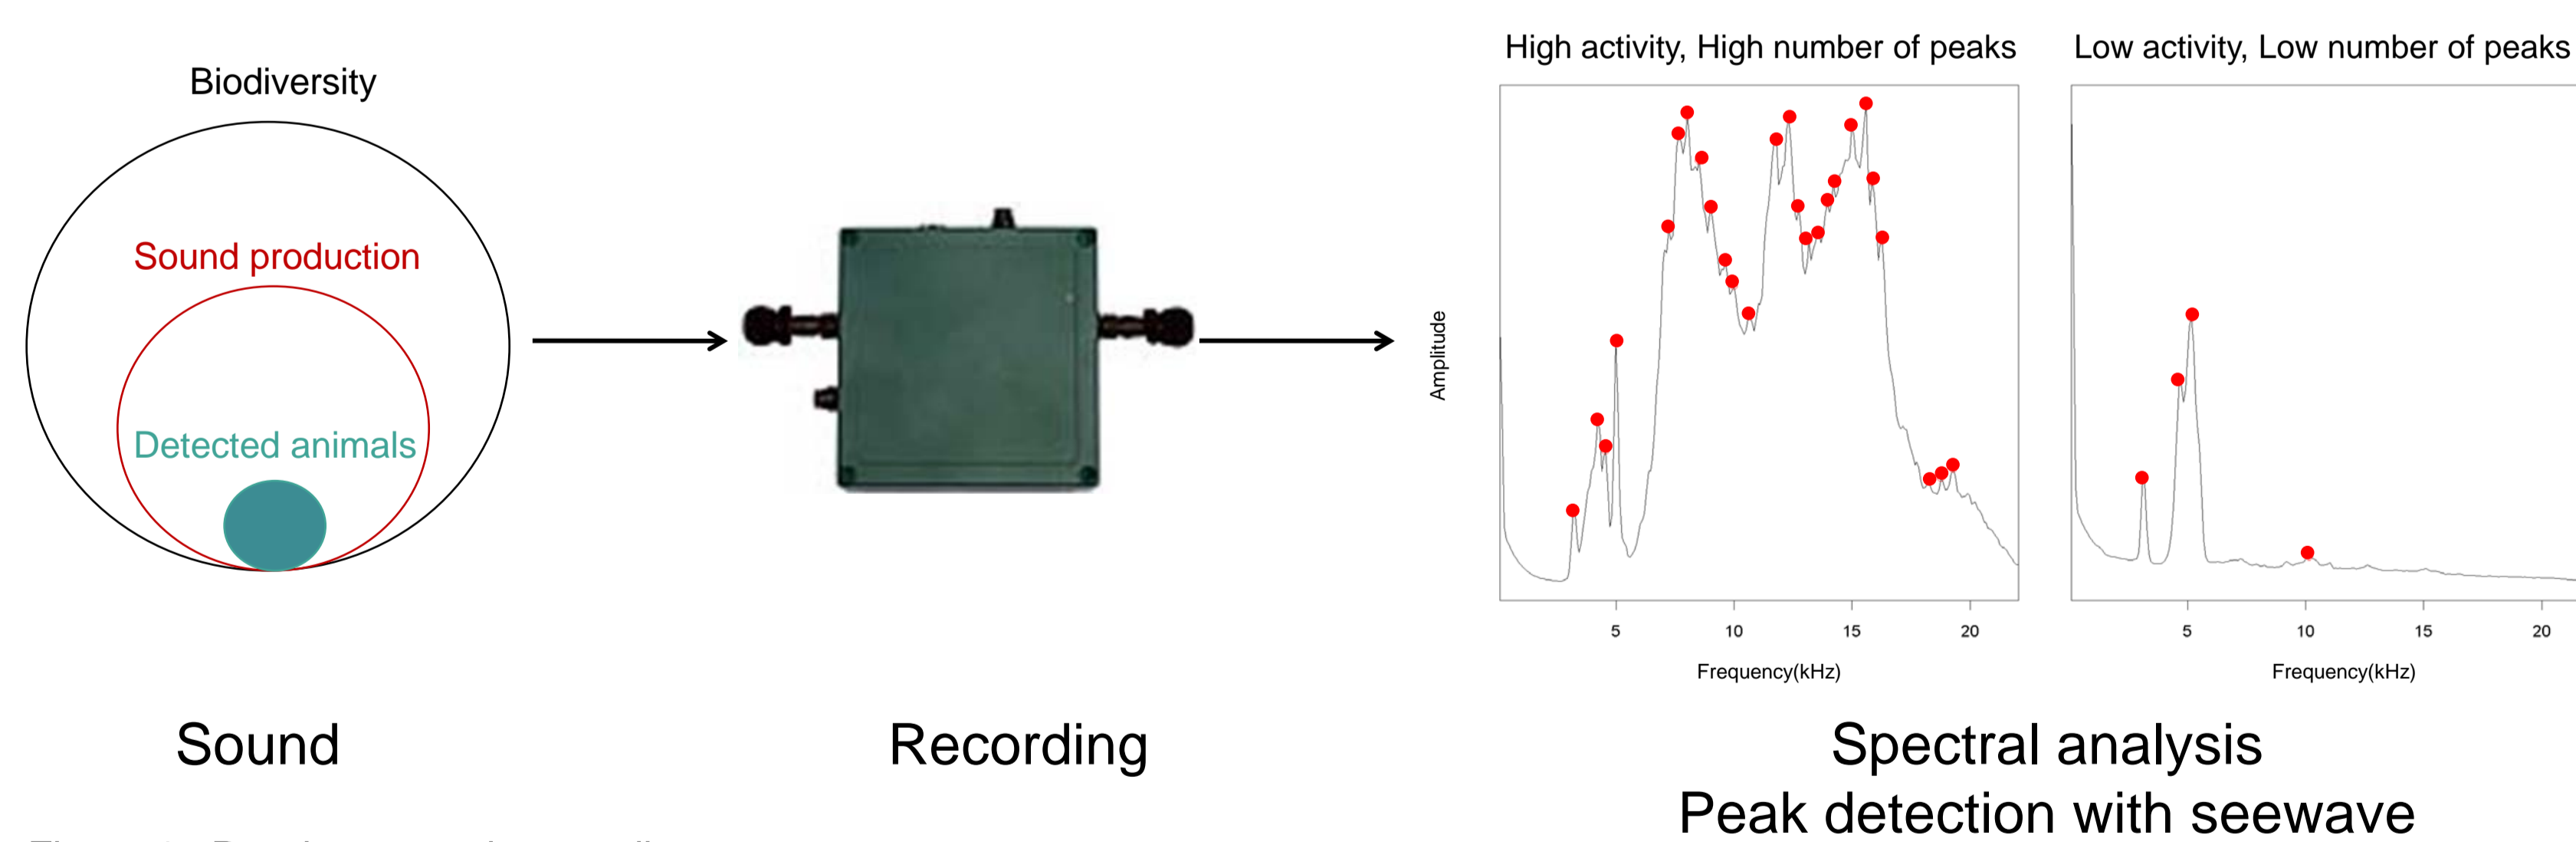 Biodiversity
Sound production
Detected animals
Sound
Recording
High activity, High number of peaks
Amplitude
5 10 15 20
Frequency(kHz)
Low activity, Low number of peaks
5 10 15 20
Frequency(kHz)
Spectral analysis
Peak detection with seewave